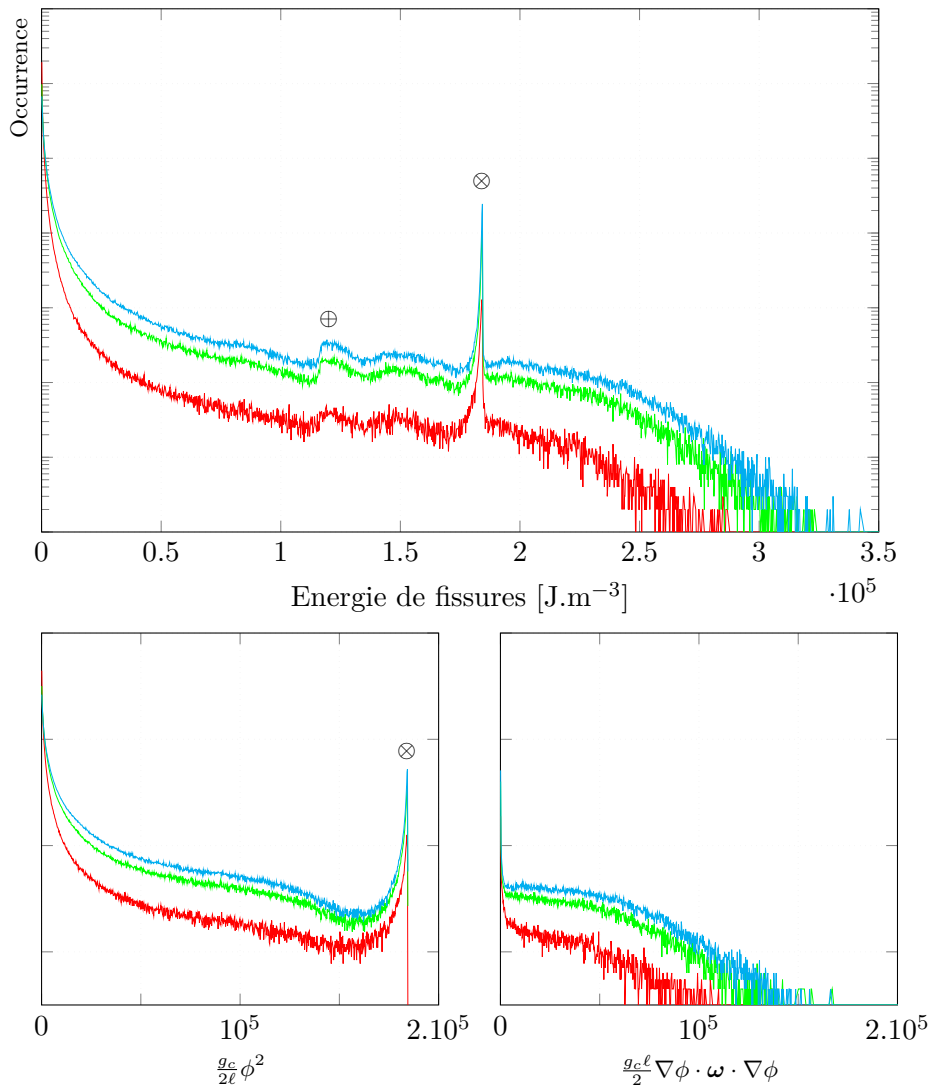 Occurrence
⊗
⊕
0 0.5 1 1.5 2 2.5 3 3.5
·10⁵
Energie de fissures [J.m⁻³]
⊗
0 10⁵ 2.10⁵
g_c/2ℓ ϕ²
0 10⁵ 2.10⁵
g_cℓ/2 ∇ϕ · ω · ∇ϕ